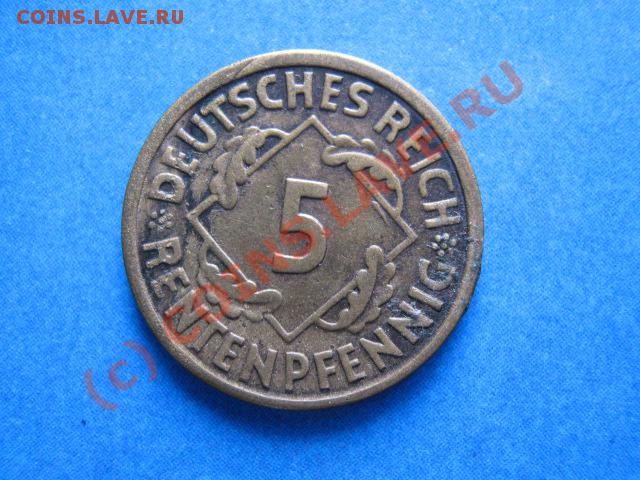 COINS.LAVE.RU
DEUTSCHES REICH
5
RENTENPFENNIG
(c) COINS.LAVE.RU